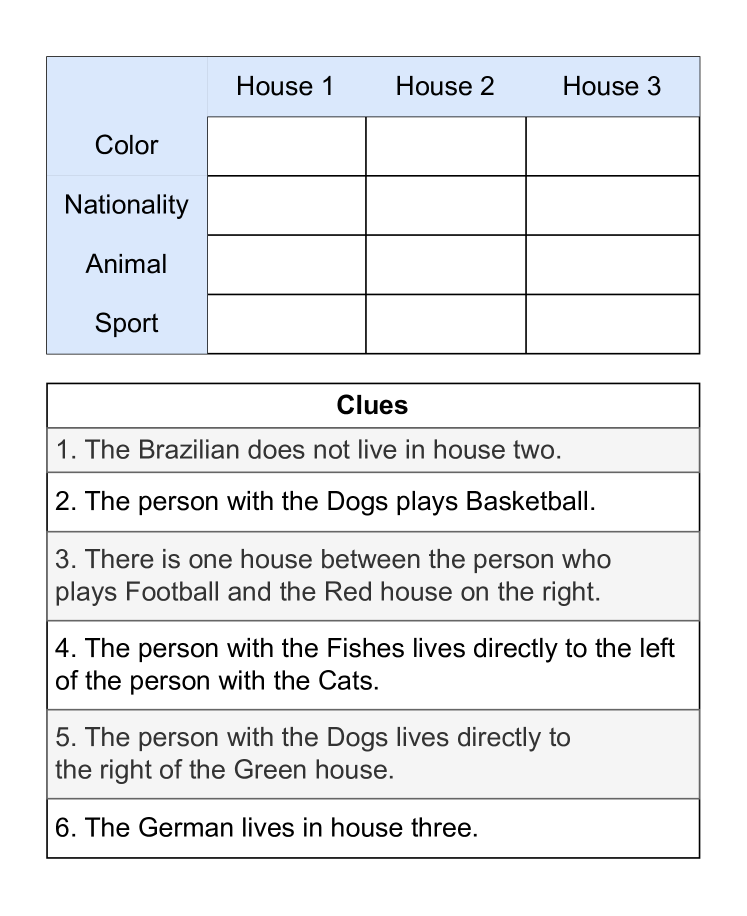 House 1 House 2 House 3
Color
Nationality
Animal
Sport
Clues
1. The Brazilian does not live in house two.
2. The person with the Dogs plays Basketball.
3. There is one house between the person who
plays Football and the Red house on the right.
4. The person with the Fishes lives directly to the left
of the person with the Cats.
5. The person with the Dogs lives directly to
the right of the Green house.
6. The German lives in house three.